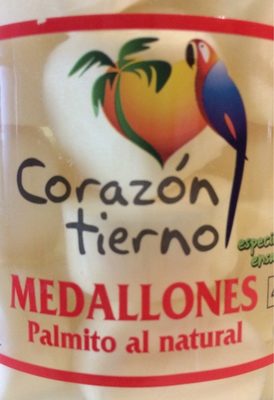 Corazón
tierno
MEDALLONES
Palmito al natural